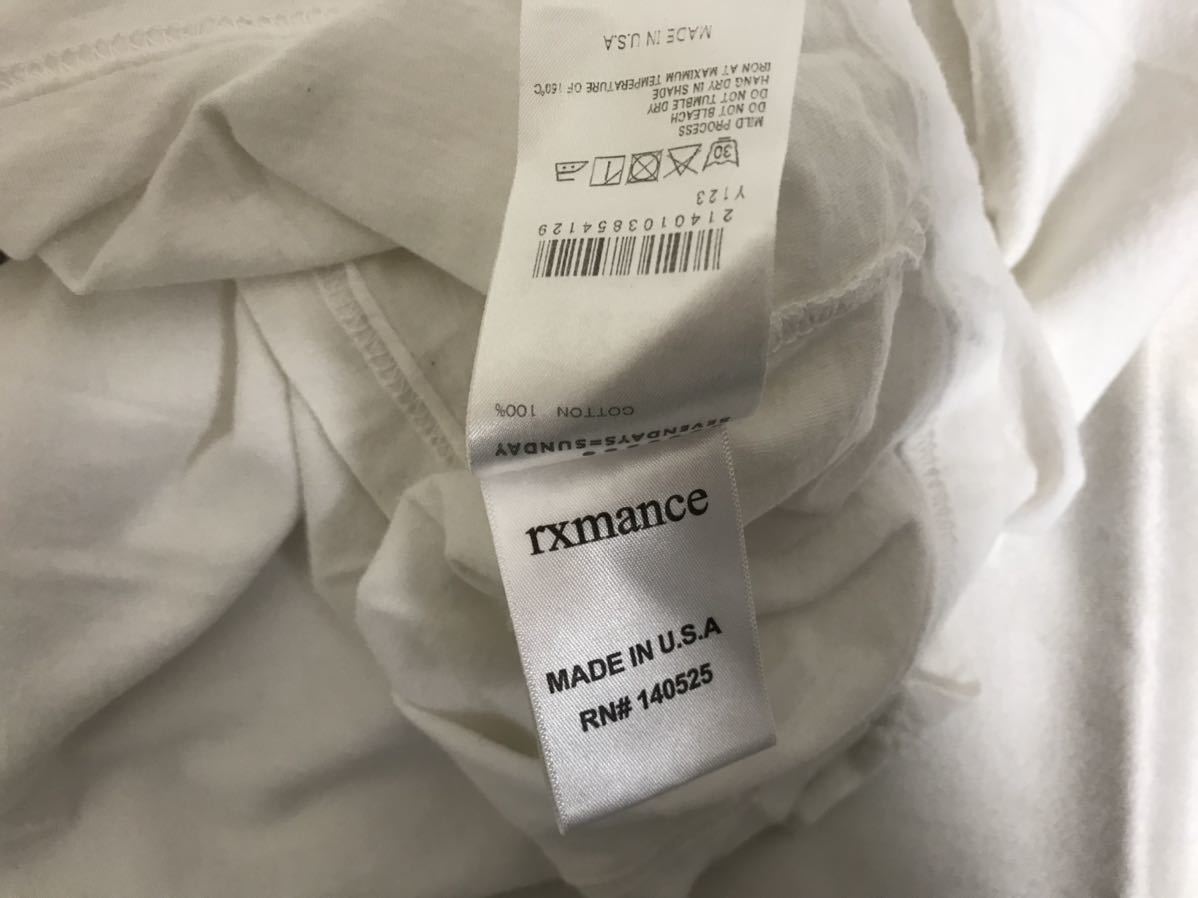 MADE IN U.S.A
IRON AT MAXIMUM TEMPERATURE OF 160°C
HANG DRY IN SHADE
DO NOT TUMBLE DRY
DO NOT BLEACH
MILD PROCESS
30
Y123
2140103854129
COTTON 100%
SEVENDAYS=SUNDAY
rxmance
MADE IN U.S.A
RN# 140525